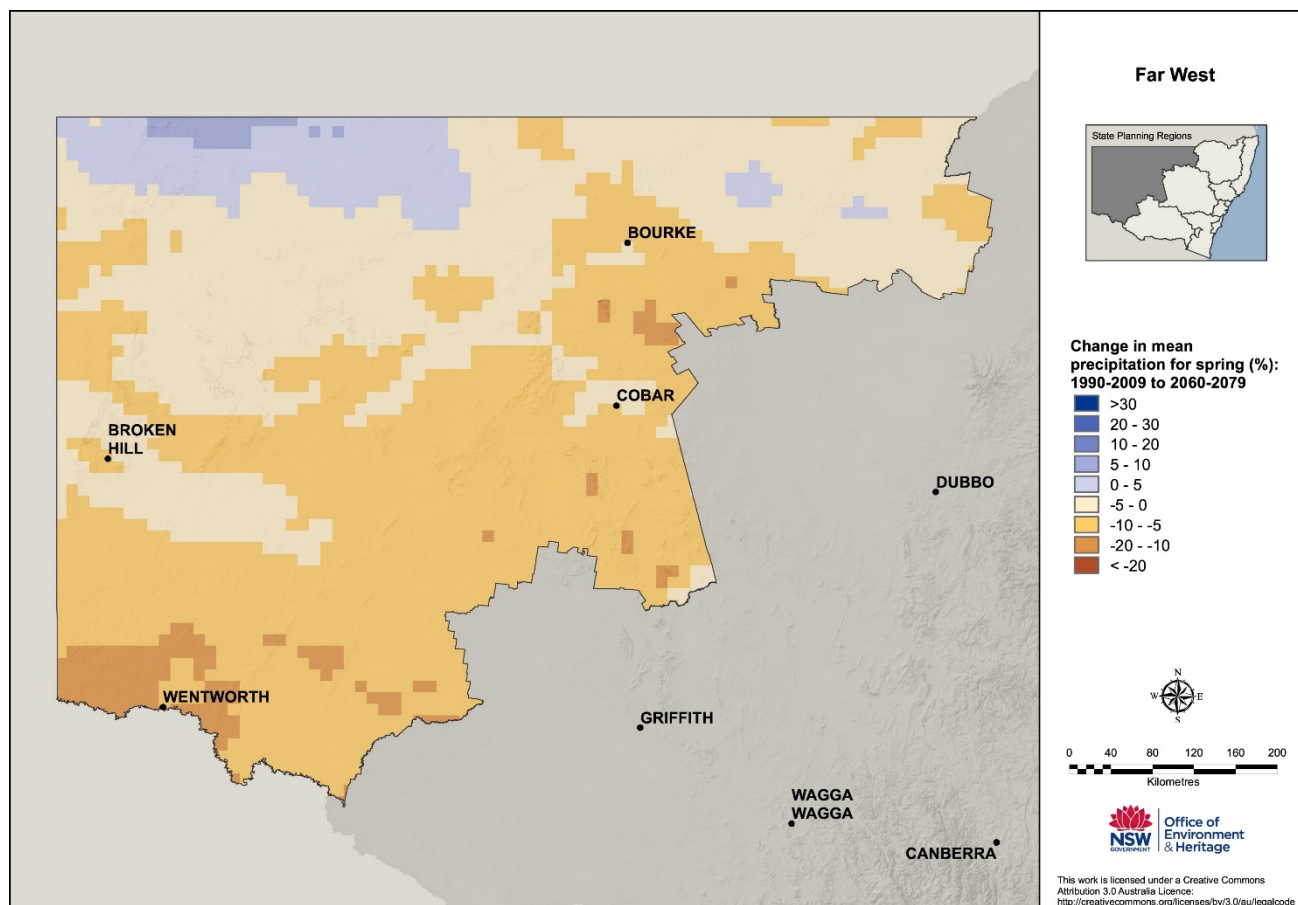 Far West
State Planning Regions
BOURKE
COBAR
BROKEN
HILL
DUBBO
WENTWORTH
GRIFFITH
WAGGA
WAGGA
CANBERRA
Change in mean
precipitation for spring (%):
1990-2009 to 2060-2079
>30
20 - 30
10 - 20
5 - 10
0 - 5
-5 - 0
-10 - -5
-20 - -10
< -20
N
W E
S
0 40 80 120 160 200
Kilometres
NSW
GOVERNMENT
Office of
Environment
& Heritage
This work is licensed under a Creative Commons
Attribution 3.0 Australia Licence:
http://creativecommons.org/licenses/by/3.0/au/legalcode